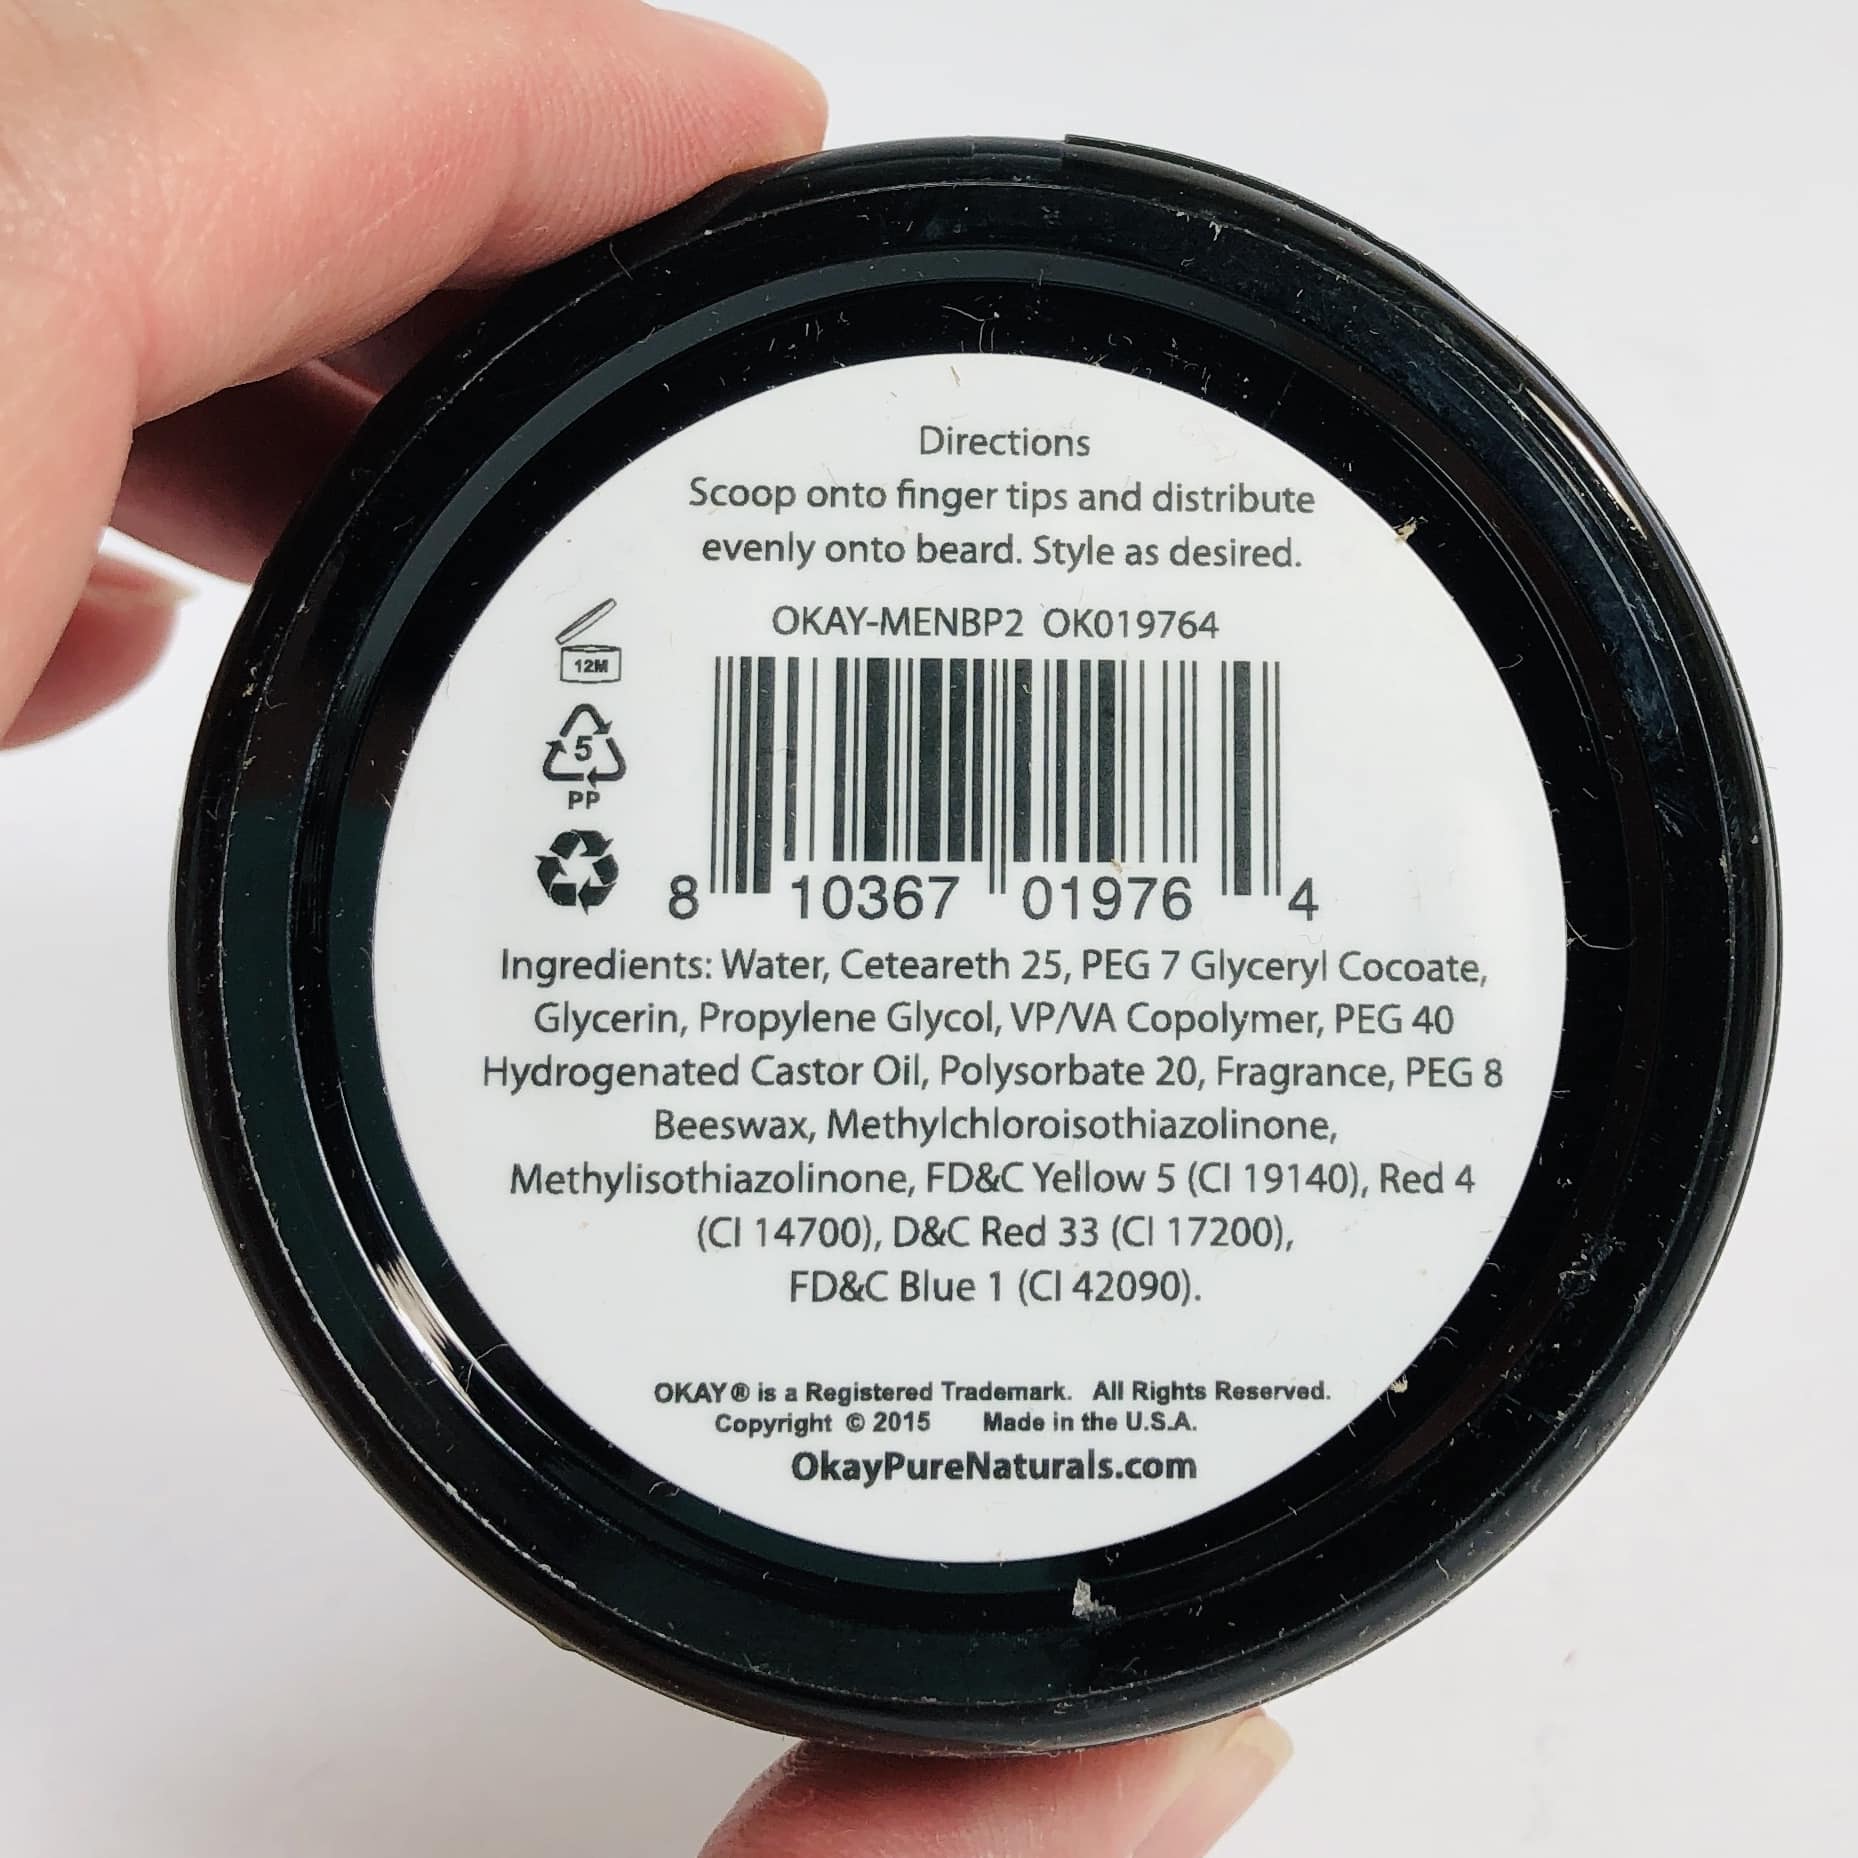 Directions
Scoop onto finger tips and distribute
evenly onto beard. Style as desired.
OKAY-MENBP2 OK019764
12M
5
PP
8 10367 01976 4
Ingredients: Water, Ceteareth 25, PEG 7 Glyceryl Cocoate,
Glycerin, Propylene Glycol, VP/VA Copolymer, PEG 40
Hydrogenated Castor Oil, Polysorbate 20, Fragrance, PEG 8
Beeswax, Methylchloroisothiazolinone,
Methylisothiazolinone, FD&C Yellow 5 (CI 19140), Red 4
(CI 14700), D&C Red 33 (CI 17200),
FD&C Blue 1 (CI 42090).
OKAY® is a Registered Trademark. All Rights Reserved.
Copyright © 2015 Made in the U.S.A.
OkayPureNaturals.com